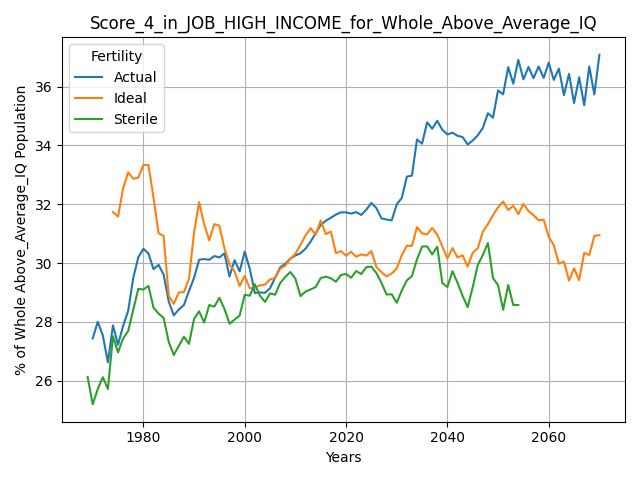 Score_4_in_JOB_HIGH_INCOME_for_Whole_Above_Average_IQ
Fertility
Actual
Ideal
Sterile
% of Whole Above_Average_IQ Population
36
34
32
30
28
26
1980
2000
2020
2040
2060
Years